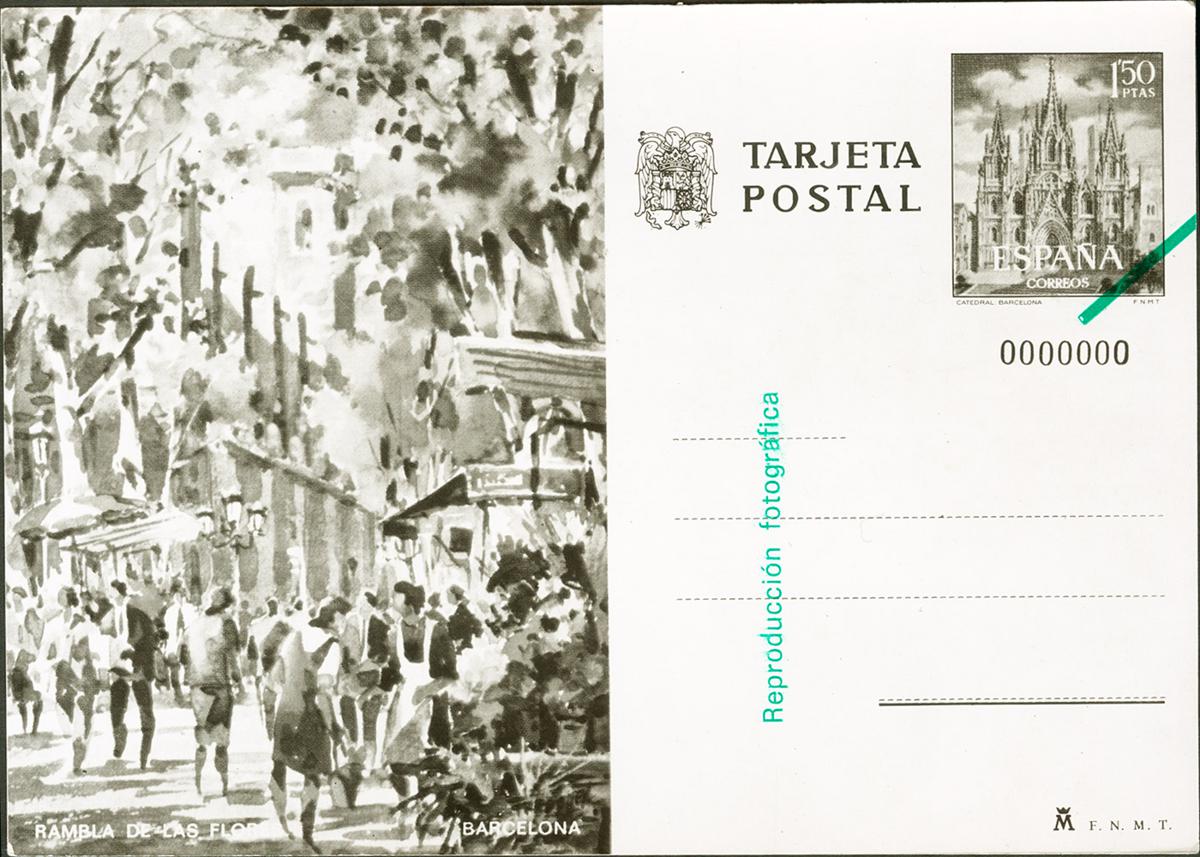 RAMBLA DE LAS FLORES
BARCELONA
TARJETA
POSTAL
1'50
PTAS
ESPAÑA
CORREOS
CATEDRAL. BARCELONA
F N M T
0000000
Reproducción fotográfica
M F. N. M. T.